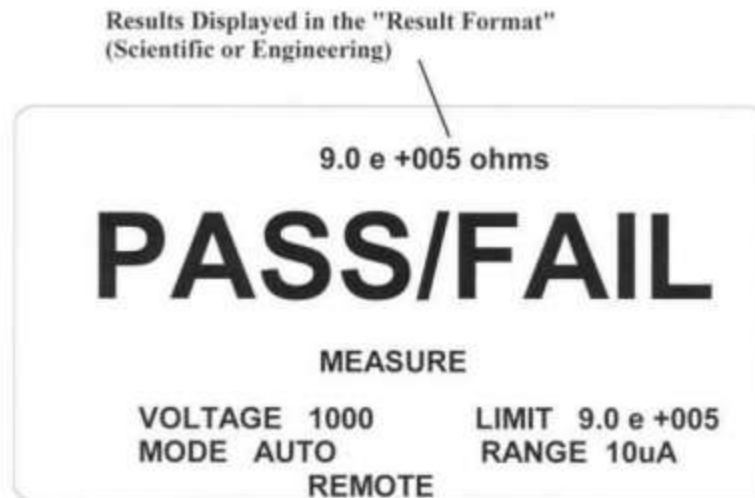 Results Displayed in the "Result Format"
(Scientific or Engineering)
9.0 e +005 ohms
PASS/FAIL
MEASURE
VOLTAGE 1000 LIMIT 9.0 e +005
MODE AUTO RANGE 10uA
REMOTE